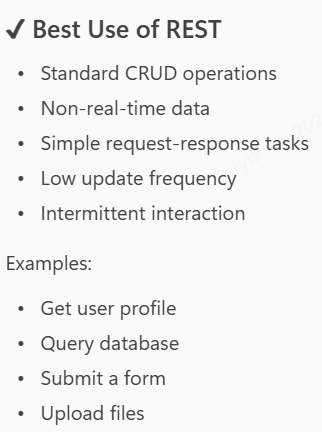 ✔ Best Use of REST
• Standard CRUD operations
• Non-real-time data
• Simple request-response tasks
• Low update frequency
• Intermittent interaction
Examples:
• Get user profile
• Query database
• Submit a form
• Upload files